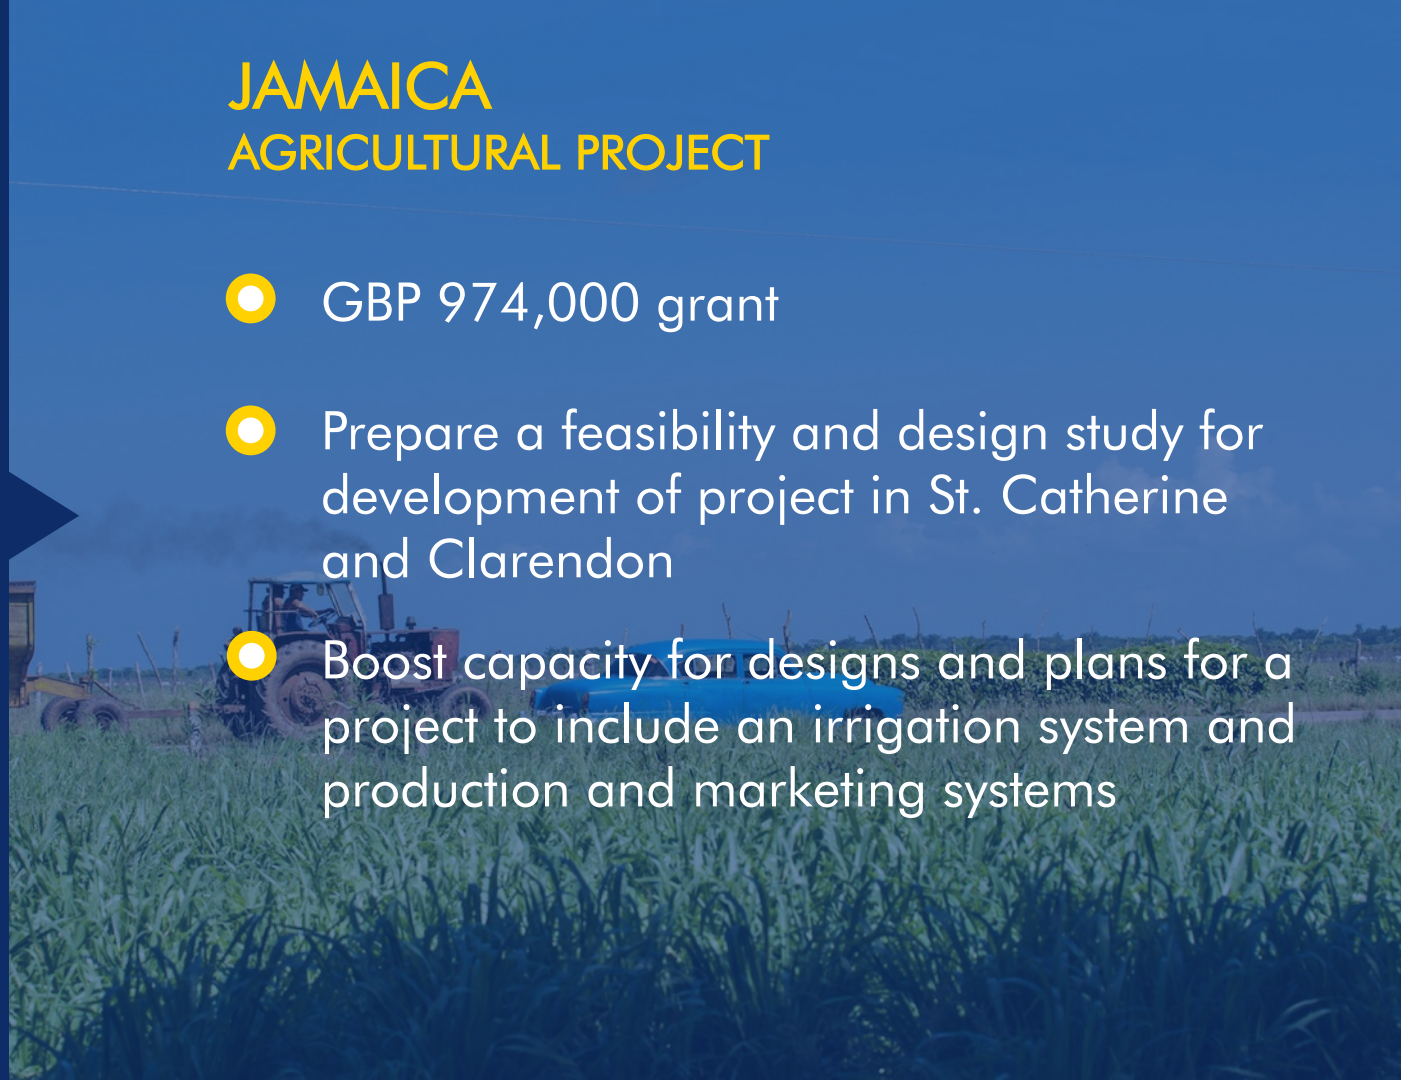 JAMAICA
AGRICULTURAL PROJECT
GBP 974,000 grant
Prepare a feasibility and design study for
development of project in St. Catherine
and Clarendon
Boost capacity for designs and plans for a
project to include an irrigation system and
production and marketing systems